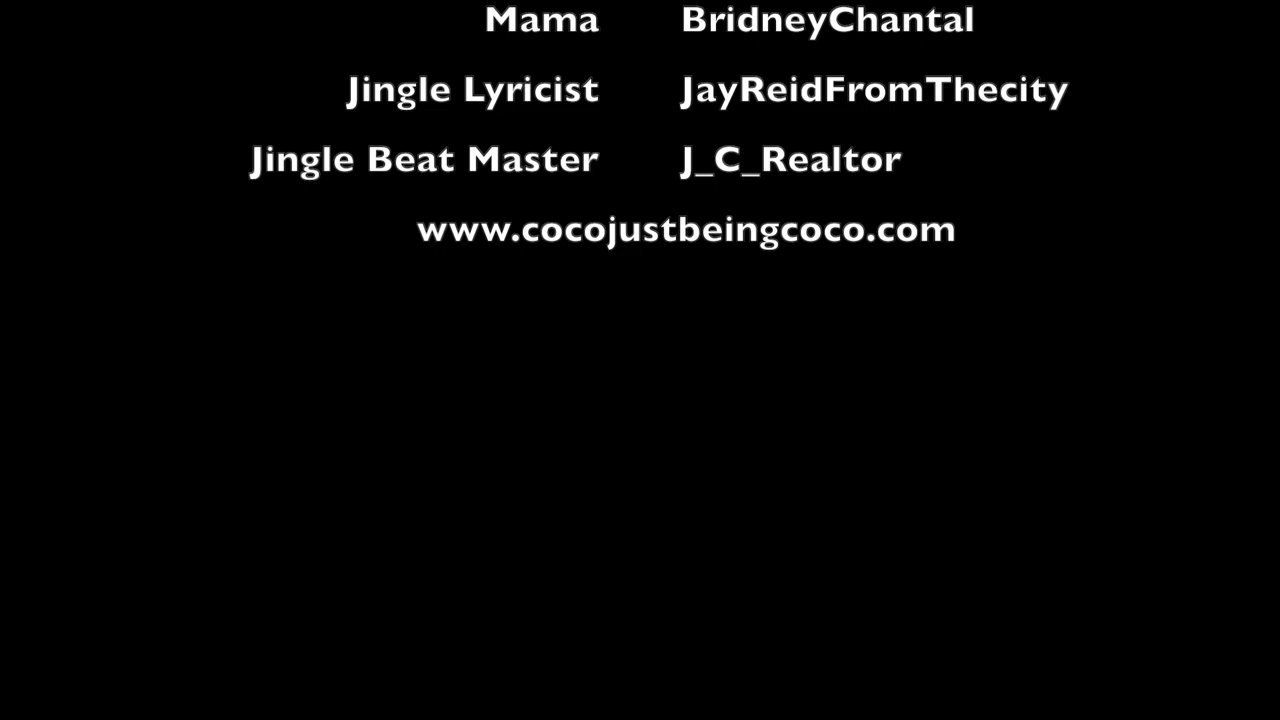 Mama BridneyChantal
Jingle Lyricist JayReidFromThecity
Jingle Beat Master J_C_Realtor
www.cocojustbeingcoco.com